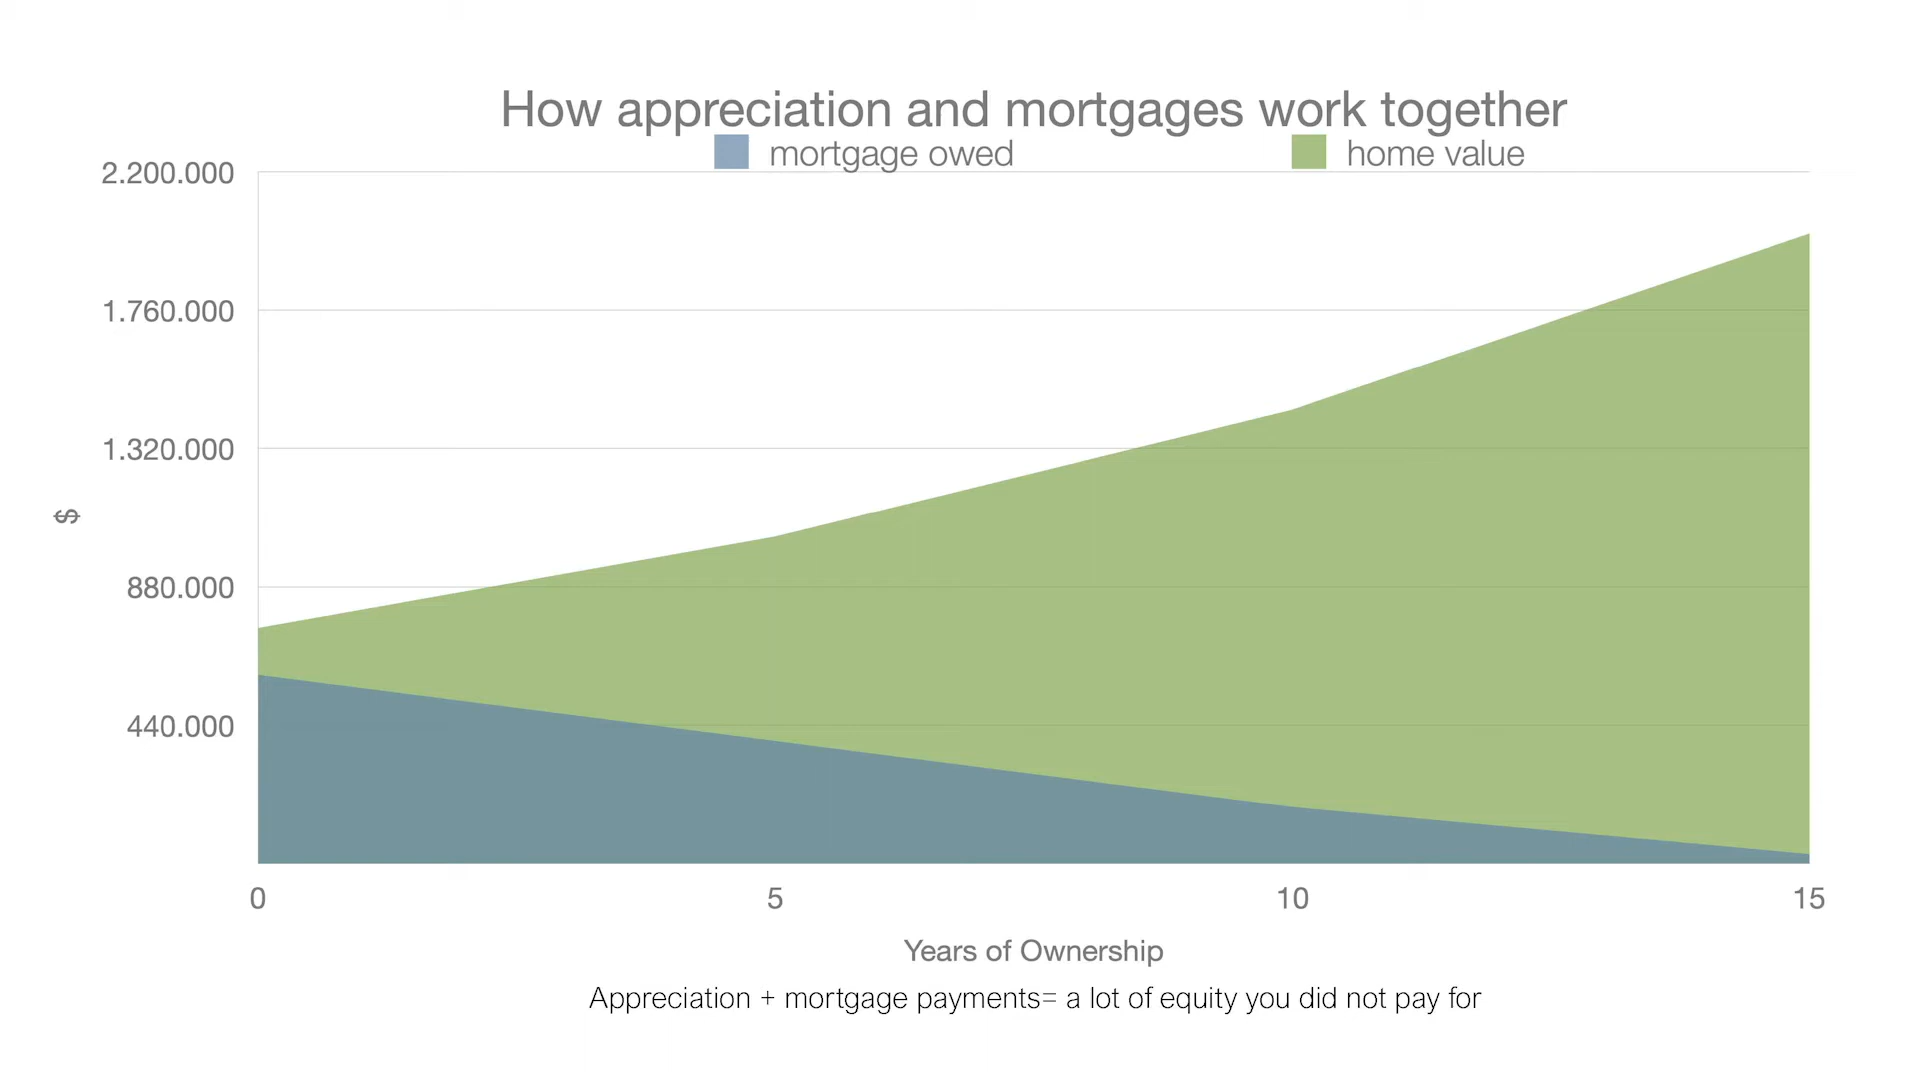 How appreciation and mortgages work together
mortgage owed
home value
2.200.000
1.760.000
1.320.000
880.000
440.000
$
0
5
10
15
Years of Ownership
Appreciation + mortgage payments= a lot of equity you did not pay for